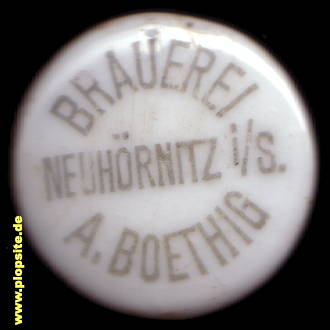 BRAUEREI
NEUHÖRNITZ i/S.
A. BOETHIG
www.plopsite.de